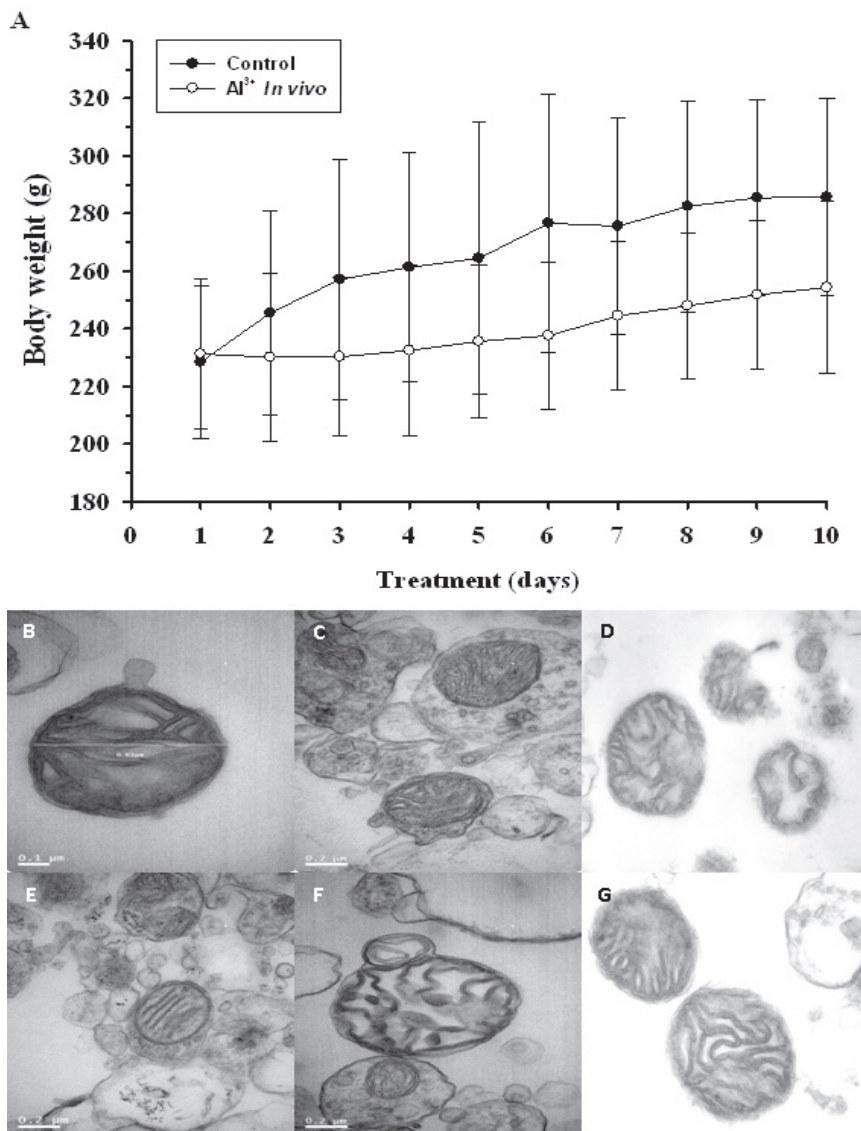 A
340
Control
Al³⁺ In vivo
320
300
280
260
240
220
200
180
Body weight (g)
0 1 2 3 4 5 6 7 8 9 10
Treatment (days)
B
C
D
0.1 µm
0.2 µm
E
F
G
0.2 µm
0.2 µm